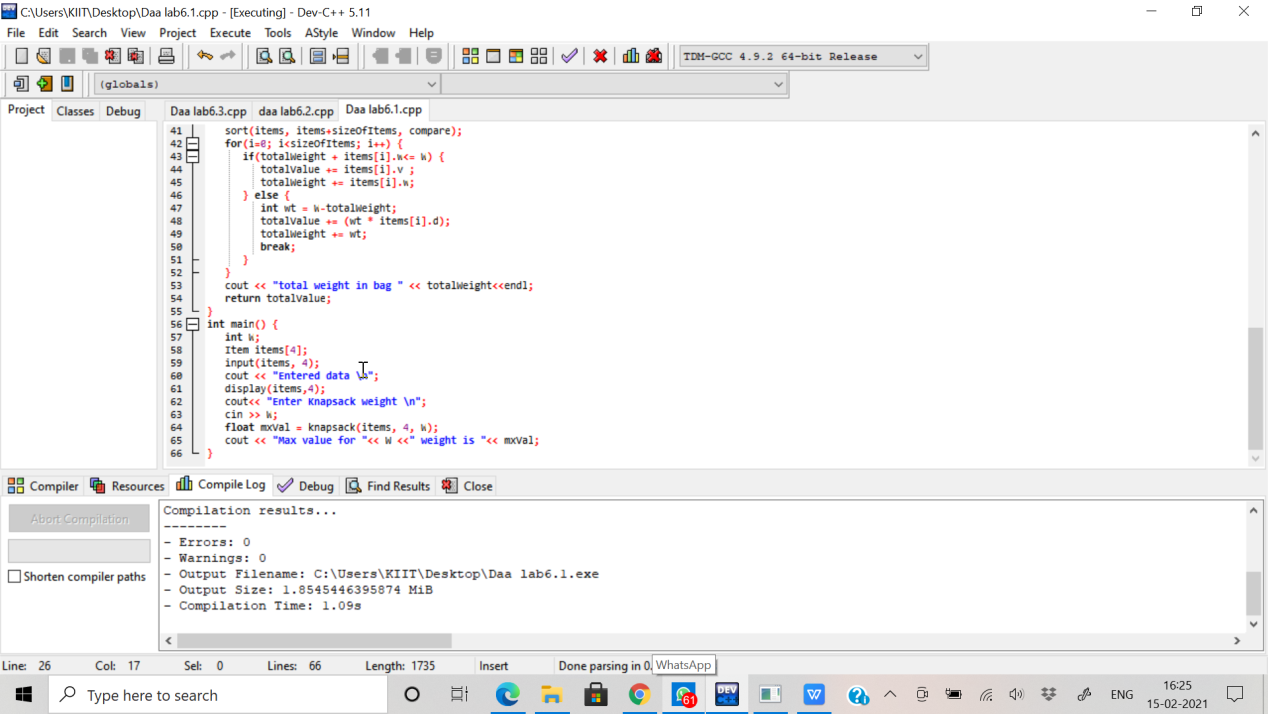 C:\Users\KIIT\Desktop\Daa lab6.cpp - [Executing] - Dev-C++ 5.11
File Edit Search View Project Execute Tools AStyle Window Help
TDM-GCC 4.9.2 64-bit Release
(globals)
Project Classes Debug Daa lab6.3.cpp daa lab6.2.cpp Daa lab6.1.cpp
41 sort(items, items+sizeOfItems, compare);
42 for(i=0; i<sizeOfItems; i++) {
43 if(totalWeight + items[i].w<= W) {
44 totalValue += items[i].v ;
45 totalWeight += items[i].w;
46 } else {
47 int wt = W-totalWeight;
48 totalValue += (wt * items[i].d);
49 totalWeight += wt;
50 break;
51 }
52 }
53 cout << "total weight in bag " << totalWeight<<endl;
54 return totalValue;
55 }
56 int main() {
57 int W;
58 Item items[4];
59 input(items, 4);
60 cout << "Entered data \n";
61 display(items,4);
62 cout<< "Enter Knapsack weight \n";
63 cin >> W;
64 float mxVal = knapsack(items, 4, W);
65 cout << "Max value for "<< W <<" weight is "<< mxVal;
66 }
Compiler Resources Compile Log Debug Find Results Close
Abort Compilation
Shorten compiler paths
Compilation results...
--------
- Errors: 0
- Warnings: 0
- Output Filename: C:\Users\KIIT\Desktop\Daa lab6.1.exe
- Output Size: 1.8545446395874 MiB
- Compilation Time: 1.09s
Line: 26 Col: 17 Sel: 0 Lines: 66 Length: 1735 Insert Done parsing in 0.
WhatsApp
Type here to search
61
DEV
W
ENG
16:25
15-02-2021